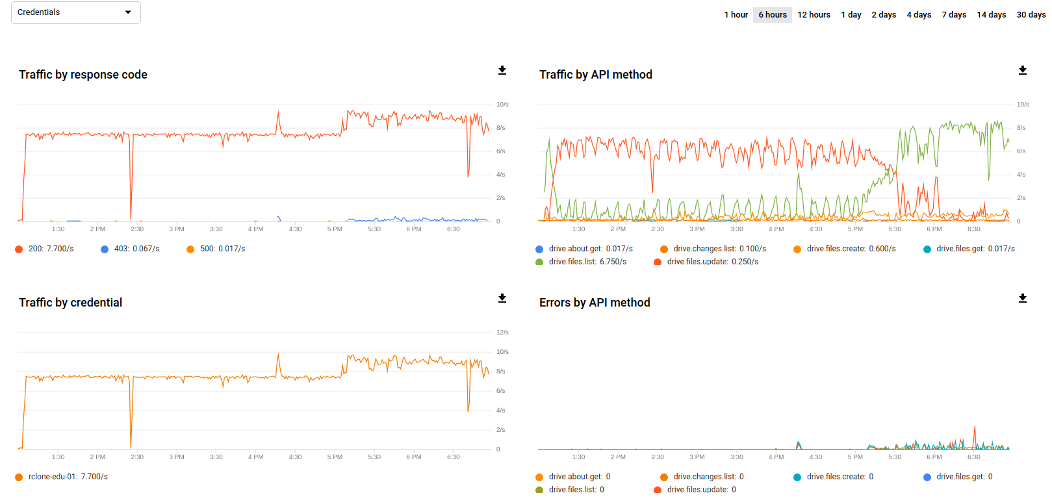 Credentials
1 hour 6 hours 12 hours 1 day 2 days 4 days 7 days 14 days 30 days
Traffic by response code
10/s
8/s
6/s
4/s
2/s
0
1:30 2 PM 2:30 3 PM 3:30 4 PM 4:30 5 PM 5:30 6 PM 6:30
200: 7.700/s 403: 0.067/s 500: 0.017/s
Traffic by API method
10/s
8/s
6/s
4/s
2/s
0
1:30 2 PM 2:30 3 PM 3:30 4 PM 4:30 5 PM 5:30 6 PM 6:30
drive.about.get: 0.017/s drive.changes.list: 0.100/s drive.files.create: 0.600/s drive.files.get: 0.017/s
drive.files.list: 6.750/s drive.files.update: 0.250/s
Traffic by credential
12/s
10/s
8/s
6/s
4/s
2/s
0
1:30 2 PM 2:30 3 PM 3:30 4 PM 4:30 5 PM 5:30 6 PM 6:30
rclone-edu-01: 7.700/s
Errors by API method
1:30 2 PM 2:30 3 PM 3:30 4 PM 4:30 5 PM 5:30 6 PM 6:30
drive.about.get: 0 drive.changes.list: 0 drive.files.create: 0 drive.files.get: 0
drive.files.list: 0 drive.files.update: 0